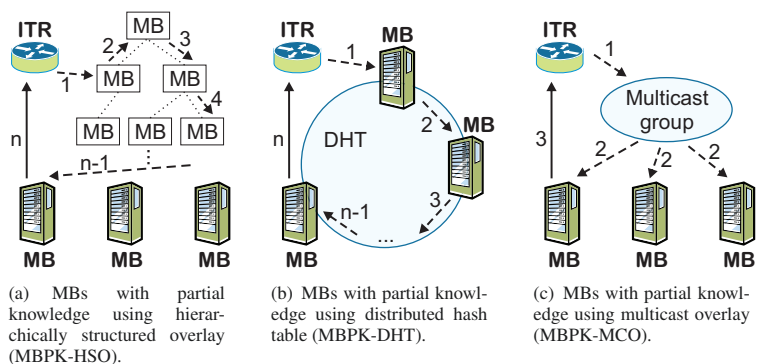 ITR
MB
2
3
1
MB
MB
4
MB
MB
MB
n
n-1
MB
MB
MB
(a) MBs with partial
knowledge using hierar-
chically structured overlay
(MBPK-HSO).
ITR
1
MB
2
MB
DHT
n
3
n-1
...
MB
(b) MBs with partial knowl-
edge using distributed hash
table (MBPK-DHT).
ITR
1
Multicast
group
3
2
2
2
MB
MB
MB
(c) MBs with partial knowl-
edge using multicast overlay
(MBPK-MCO).